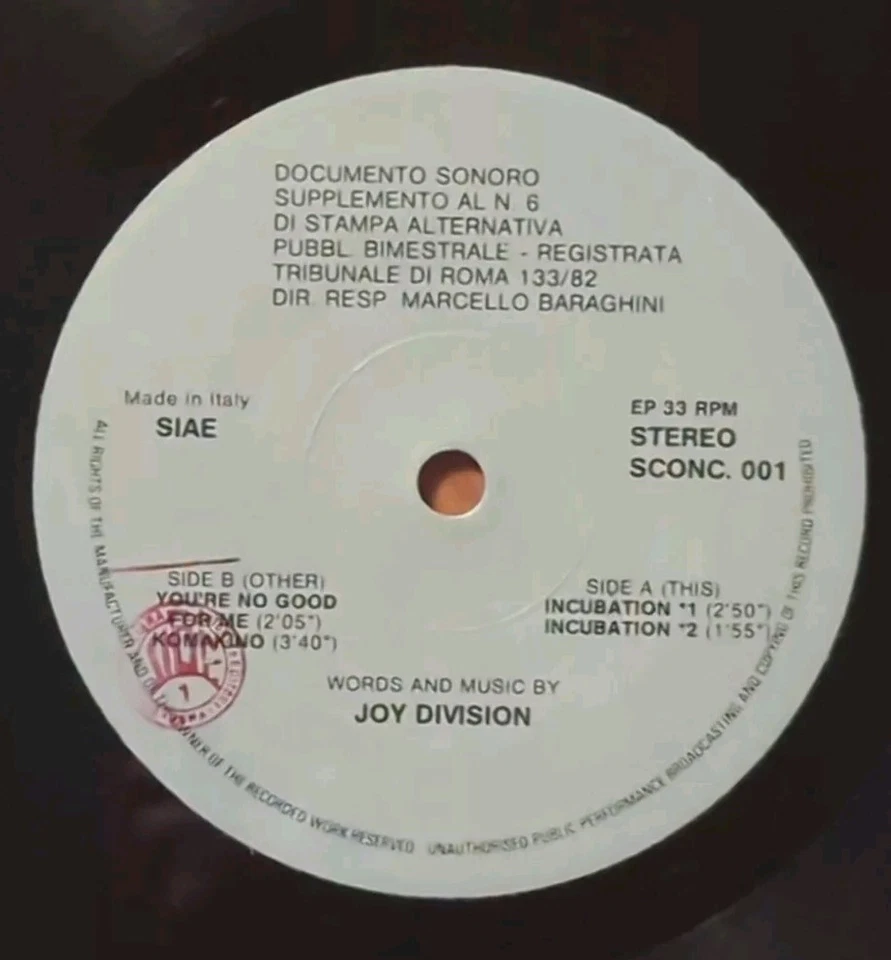 DOCUMENTO SONORO
SUPPLEMENTO AL N. 6
DI STAMPA ALTERNATIVA
PUBBL. BIMESTRALE - REGISTRATA
TRIBUNALE DI ROMA 133/82
DIR. RESP. MARCELLO BARAGHINI
Made in Italy
SIAE
EP 33 RPM
STEREO
SCONC. 001
SIDE B (OTHER)
YOU'RE NO GOOD
FOR ME (2'05")
KOMAKINO (3'40")
SIDE A (THIS)
INCUBATION "1 (2'50")
INCUBATION "2 (1'55")
WORDS AND MUSIC BY
JOY DIVISION
ALL RIGHTS OF THE MANUFACTURER AND OF THE OWNER OF THE RECORDED WORK RESERVED UNAUTHORISED PUBLIC PERFORMANCE BROADCASTING AND COPYING OF THIS RECORD PROHIBITED
1